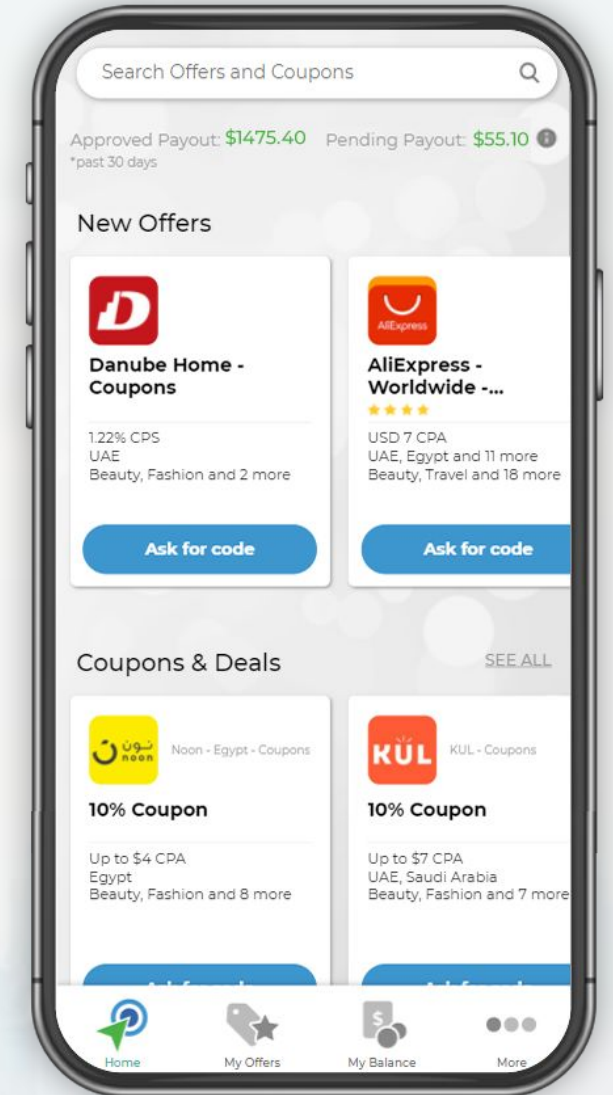 Search Offers and Coupons
Approved Payout: $1475.40 Pending Payout: $55.10
*past 30 days
New Offers
AliExpress
Danube Home -
Coupons
AliExpress -
Worldwide -...
1.22% CPS
UAE
Beauty, Fashion and 2 more
USD 7 CPA
UAE, Egypt and 11 more
Beauty, Travel and 18 more
Ask for code
Ask for code
Coupons & Deals
SEE ALL
نون
noon
Noon - Egypt - Coupons
KÜL
KUL - Coupons
10% Coupon
10% Coupon
Up to $4 CPA
Egypt
Beauty, Fashion and 8 more
Up to $7 CPA
UAE, Saudi Arabia
Beauty, Fashion and 7 more
Home
My Offers
My Balance
More